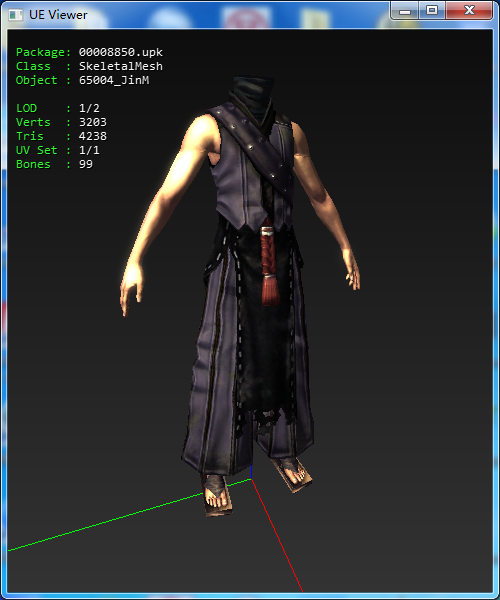 UE Viewer
Package: 00008850.upk
Class : SkeletalMesh
Object : 65004_JinM
LOD : 1/2
Verts : 3203
Tris : 4238
UV Set : 1/1
Bones : 99